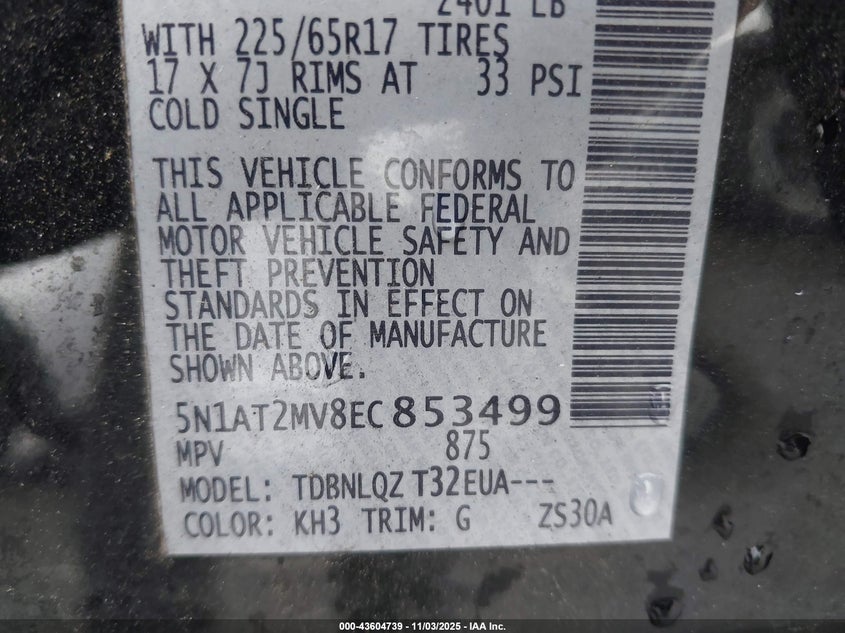 2401 LB
WITH 225/65R17 TIRES
17 X 7J RIMS AT 33 PSI
COLD SINGLE
THIS VEHICLE CONFORMS TO
ALL APPLICABLE FEDERAL
MOTOR VEHICLE SAFETY AND
THEFT PREVENTION
STANDARDS IN EFFECT ON
THE DATE OF MANUFACTURE
SHOWN ABOVE.
5N1AT2MV8EC853499
MPV 875
MODEL: TDBNLQZ T32EUA---
COLOR: KH3 TRIM: G ZS30A
000-43604739 - 11/03/2025 - IAA Inc.